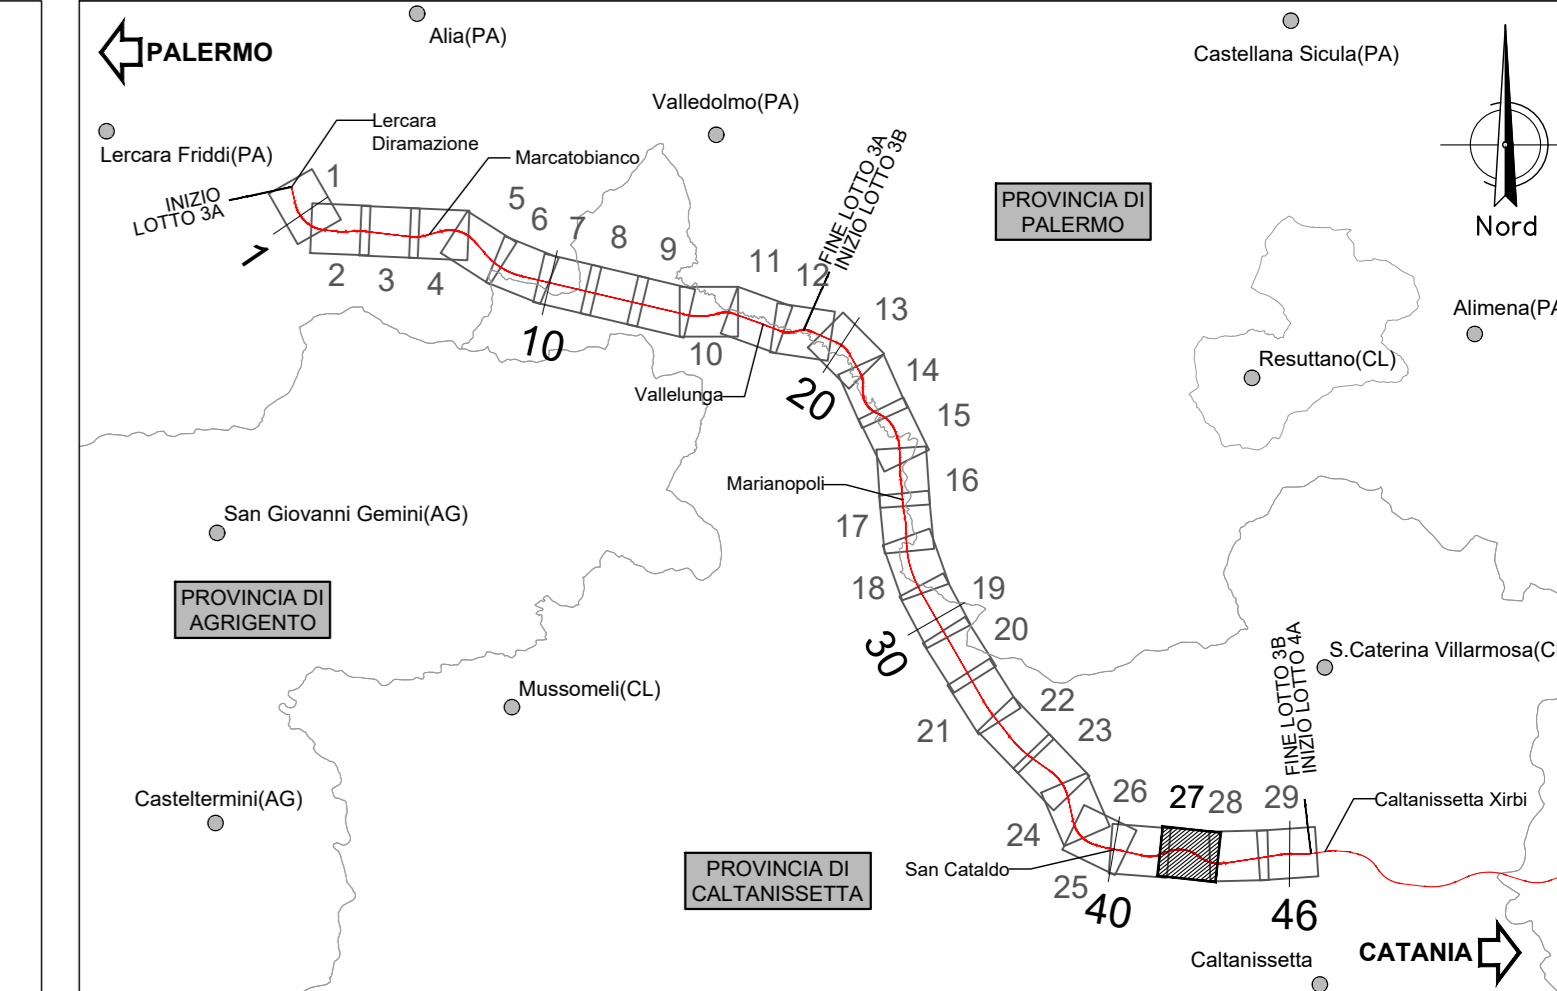 PALERMO
Alia(PA)
Castellana Sicula(PA)
Valledolmo(PA)
Lercara
Diramazione
Lercara Friddi(PA)
Marcatobianco
INIZIO
LOTTO 3A
1
1
2
3
4
5
6
7
8
9
10
10
11
12
FINE LOTTO 3A
INIZIO LOTTO 3B
PROVINCIA DI
PALERMO
Nord
13
Alimena(PA
Resuttano(CL)
Vallelunga
20
14
15
Marianopoli
16
17
San Giovanni Gemini(AG)
PROVINCIA DI
AGRIGENTO
18
19
20
30
S.Caterina Villarmosa(C
FINE LOTTO 3B
INIZIO LOTTO 4A
Mussomeli(CL)
21
22
23
Casteltermini(AG)
24
25
26
27
28
29
Caltanissetta Xirbi
San Cataldo
PROVINCIA DI
CALTANISSETTA
40
46
Caltanissetta
CATANIA